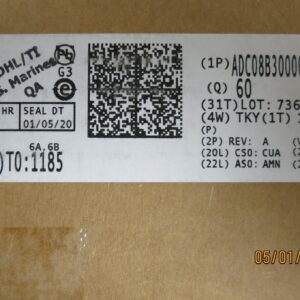 DHL/TI
S. Marines
QA
G3
e
HR
SEAL DT
01/05/20
6A,6B
)TO:1185
(1P) ADC08B3000
(Q) 60
(31T)LOT: 736
(4W) TKY(1T)
(P)
(2P) REV: A
(20L) CSO: CUA
(22L) ASO: AMN
05/01